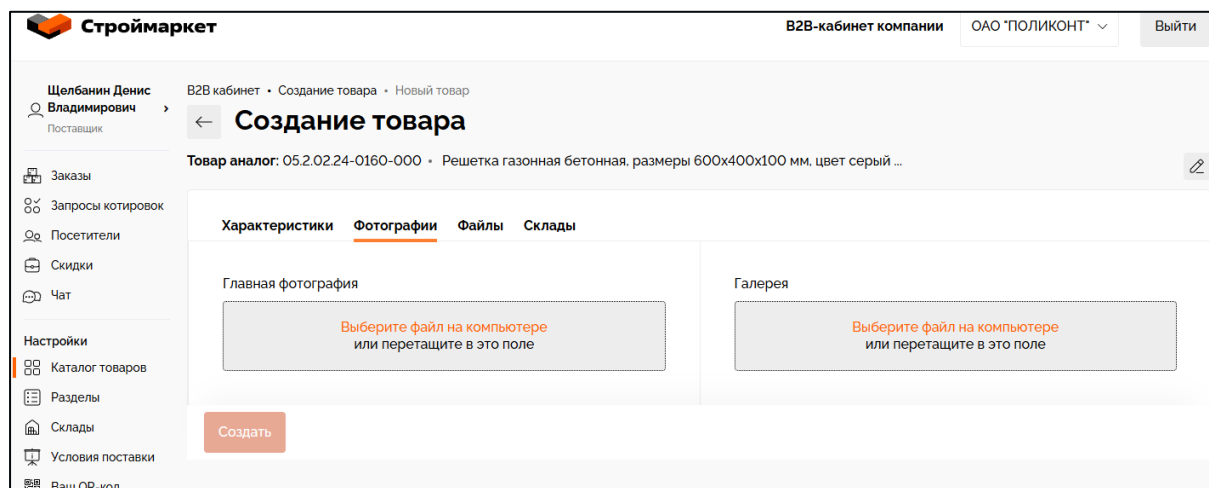 Строймаркет
B2B-кабинет компании
ОАО "ПОЛИКОНТ"
Выйти
Щелбанин Денис
Владимирович
Поставщик
B2B кабинет • Создание товара • Новый товар
← Создание товара
Товар аналог: 05.2.02.24-0160-000 • Решетка газонная бетонная, размеры 600х400х100 мм, цвет серый ...
Заказы
Запросы котировок
Посетители
Скидки
Чат
Настройки
Каталог товаров
Разделы
Склады
Условия поставки
Ваш QR-код
Характеристики Фотографии Файлы Склады
Главная фотография
Выберите файл на компьютере
или перетащите в это поле
Галерея
Выберите файл на компьютере
или перетащите в это поле
Создать